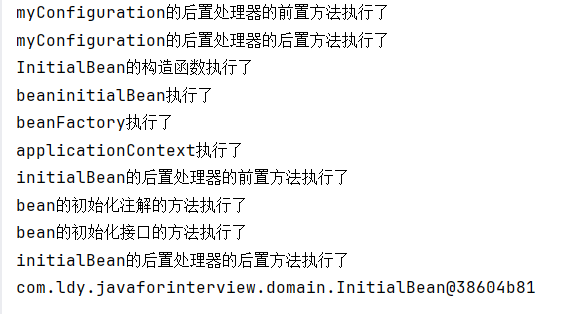 myConfiguration的后置处理器的前置方法执行了
myConfiguration的后置处理器的后置方法执行了
InitialBean的构造函数执行了
beaninitialBean执行了
beanFactory执行了
applicationContext执行了
initialBean的后置处理器的前置方法执行了
bean的初始化注解的方法执行了
bean的初始化接口的方法执行了
initialBean的后置处理器的后置方法执行了
com.ldy.javaforinterview.domain.InitialBean@38604b81